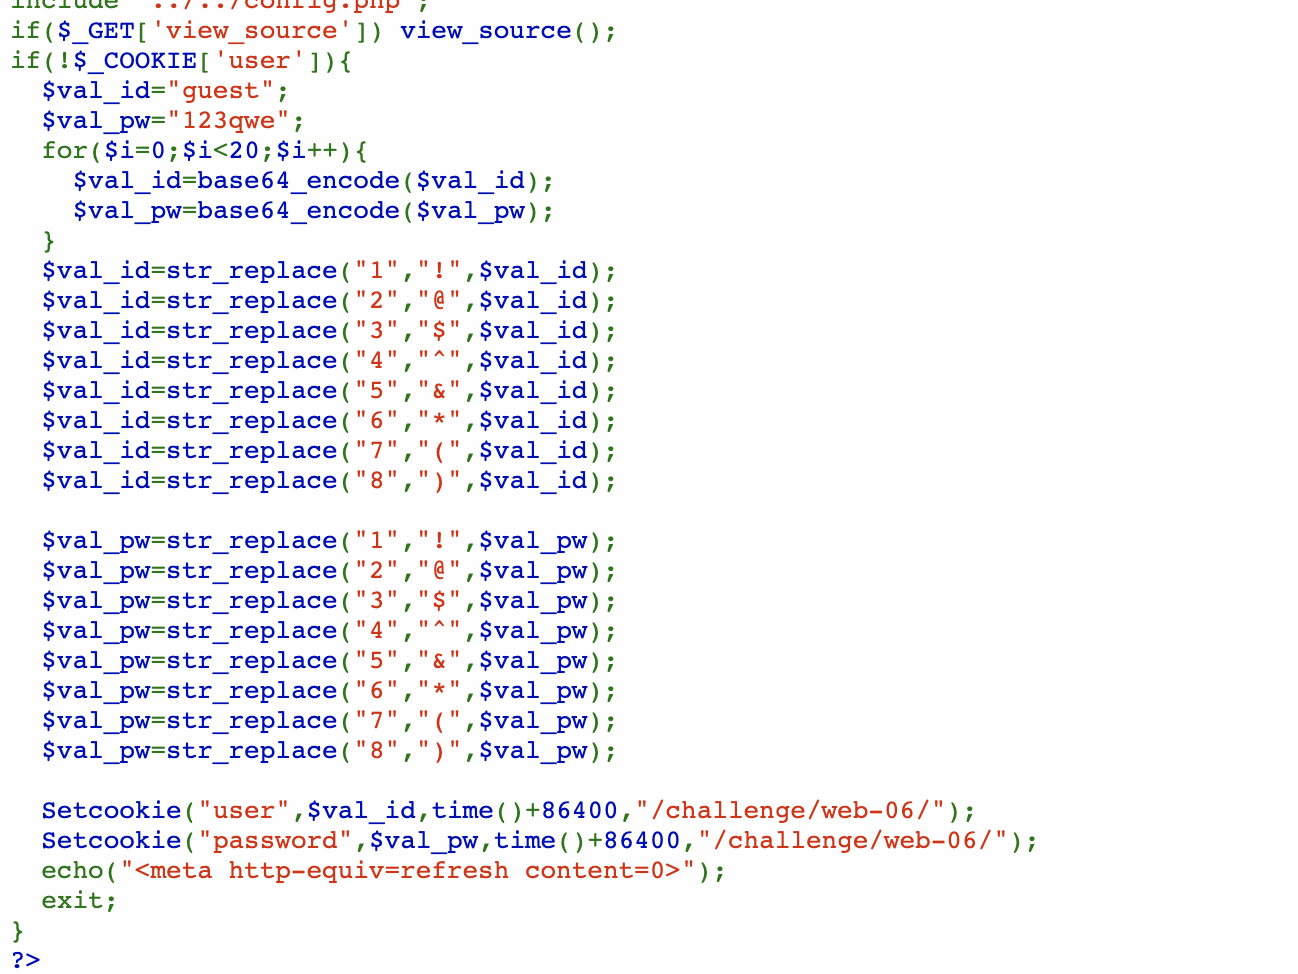 include "../../config.php";
if($_GET['view_source']) view_source();
if(!$_COOKIE['user']){
  $val_id="guest";
  $val_pw="123qwe";
  for($i=0;$i<20;$i++){
    $val_id=base64_encode($val_id);
    $val_pw=base64_encode($val_pw);
  }
  $val_id=str_replace("1","!",$val_id);
  $val_id=str_replace("2","@",$val_id);
  $val_id=str_replace("3","$",$val_id);
  $val_id=str_replace("4","^",$val_id);
  $val_id=str_replace("5","&",$val_id);
  $val_id=str_replace("6","*",$val_id);
  $val_id=str_replace("7","(",$val_id);
  $val_id=str_replace("8",")",$val_id);

  $val_pw=str_replace("1","!",$val_pw);
  $val_pw=str_replace("2","@",$val_pw);
  $val_pw=str_replace("3","$",$val_pw);
  $val_pw=str_replace("4","^",$val_pw);
  $val_pw=str_replace("5","&",$val_pw);
  $val_pw=str_replace("6","*",$val_pw);
  $val_pw=str_replace("7","(",$val_pw);
  $val_pw=str_replace("8",")",$val_pw);

  Setcookie("user",$val_id,time()+86400,"/challenge/web-06/");
  Setcookie("password",$val_pw,time()+86400,"/challenge/web-06/");
  echo("<meta http-equiv=refresh content=0>");
  exit;
}
?>